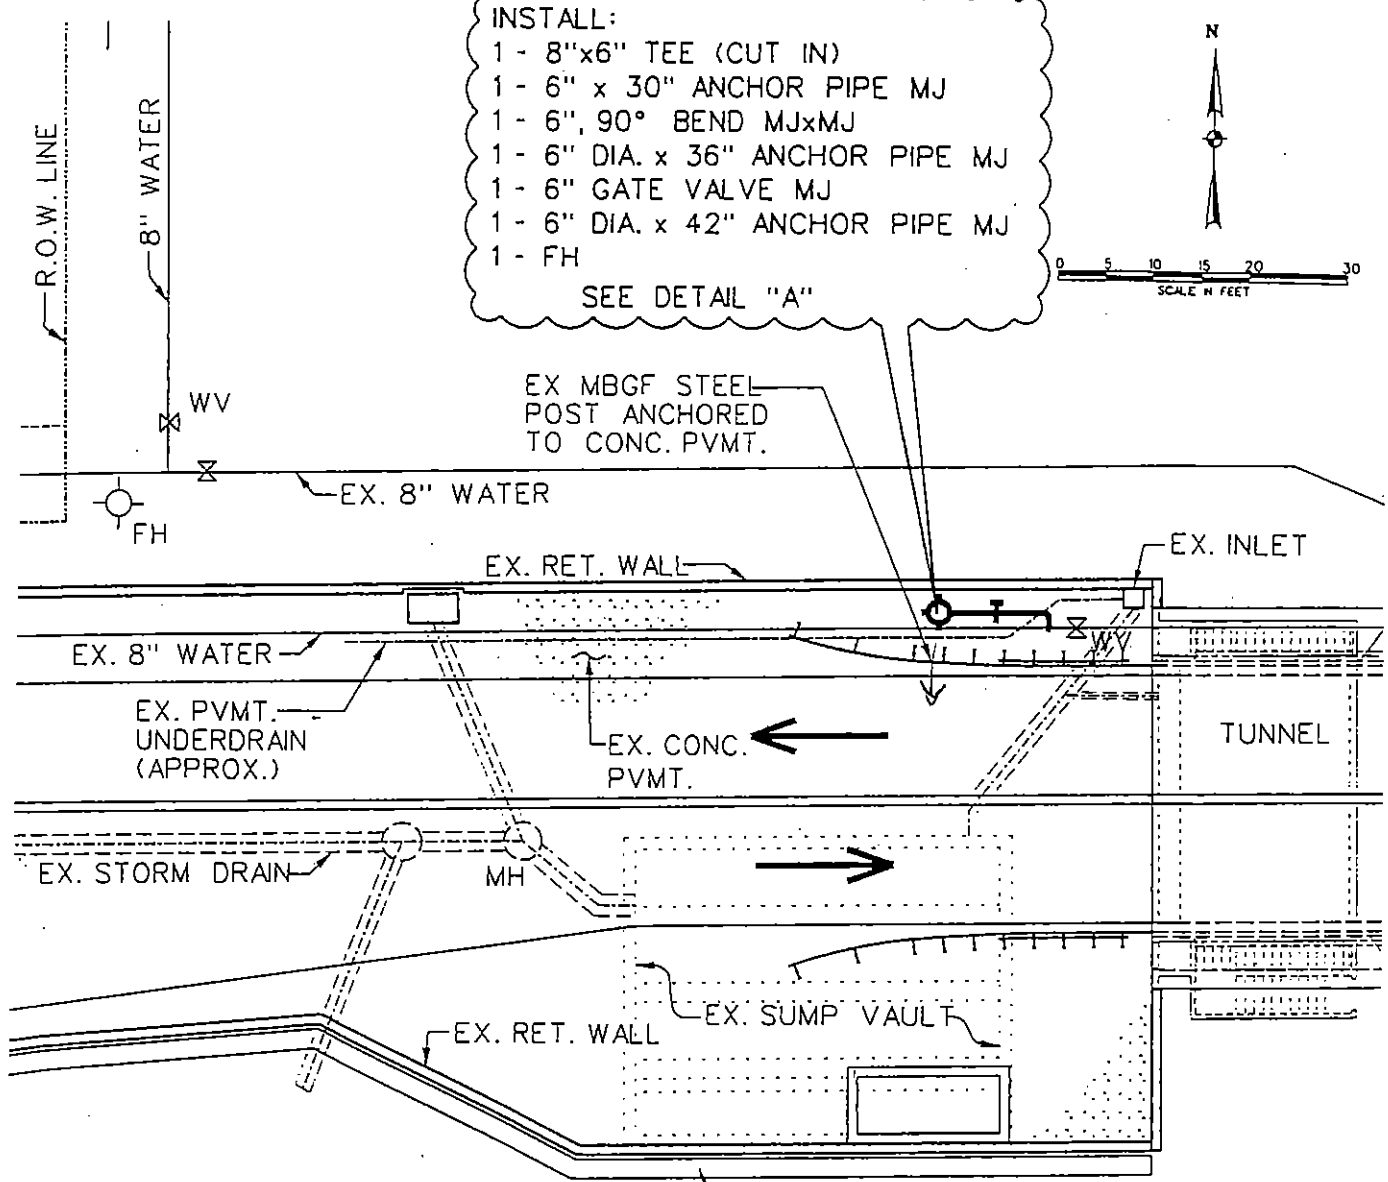 INSTALL:
1 - 8"x6" TEE (CUT IN)
1 - 6" x 30" ANCHOR PIPE MJ
1 - 6", 90° BEND MJxMJ
1 - 6" DIA. x 36" ANCHOR PIPE MJ
1 - 6" GATE VALVE MJ
1 - 6" DIA. x 42" ANCHOR PIPE MJ
1 - FH
SEE DETAIL "A"
N
0 5 10 15 20 30
SCALE IN FEET
R.O.W. LINE
8" WATER
WV
EX MBGF STEEL
POST ANCHORED
TO CONC. PVMT.
EX. 8" WATER
FH
EX. RET. WALL
EX. INLET
EX. 8" WATER
WV
EX. PVMT.
UNDERDRAIN
(APPROX.)
EX. CONC.
PVMT.
TUNNEL
EX. STORM DRAIN
MH
EX. RET. WALL
EX. SUMP VAULT